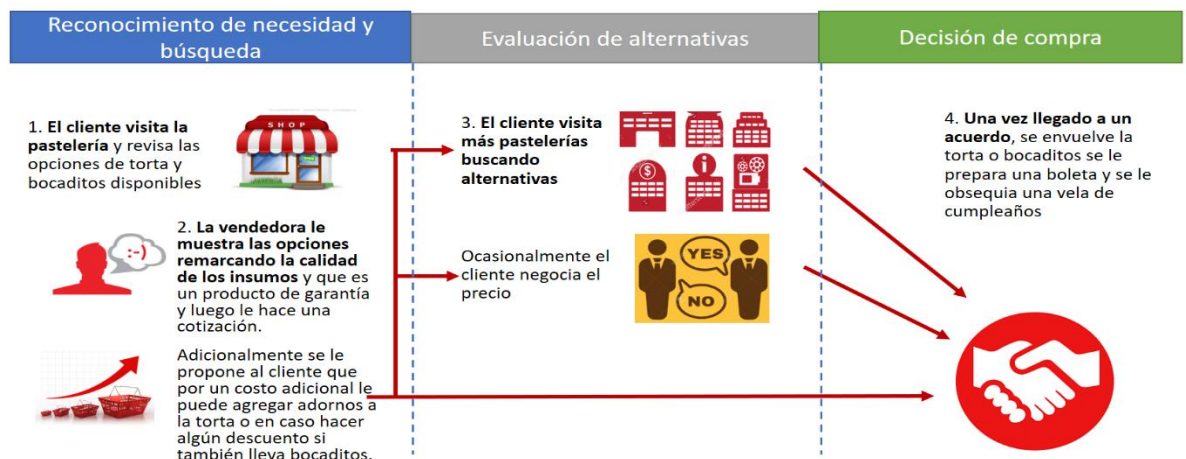 Reconocimiento de necesidad y
búsqueda
Evaluación de alternativas
Decisión de compra
1. El cliente visita la
pastelería y revisa las
opciones de torta y
bocaditos disponibles
SHOP
2. La vendedora le
muestra las opciones
remarcando la calidad
de los insumos y que es
un producto de garantía
y luego le hace una
cotización.
:-)
Adicionalmente se le
propone al cliente que
por un costo adicional le
puede agregar adornos a
la torta o en caso hacer
algún descuento si
también lleva bocaditos.
3. El cliente visita
más pastelerías
buscando
alternativas
$
i
Ocasionalmente el
cliente negocia el
precio
YES
NO
4. Una vez llegado a un
acuerdo, se envuelve la
torta o bocaditos se le
prepara una boleta y se le
obsequia una vela de
cumpleaños